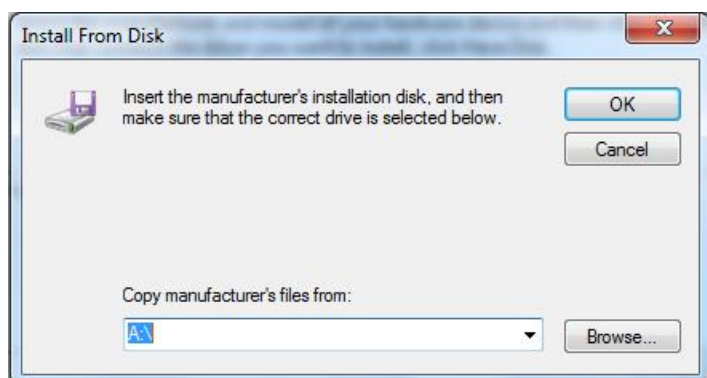 Install From Disk
Insert the manufacturer's installation disk, and then
make sure that the correct drive is selected below.
OK
Cancel
Copy manufacturer's files from:
A:\
Browse...